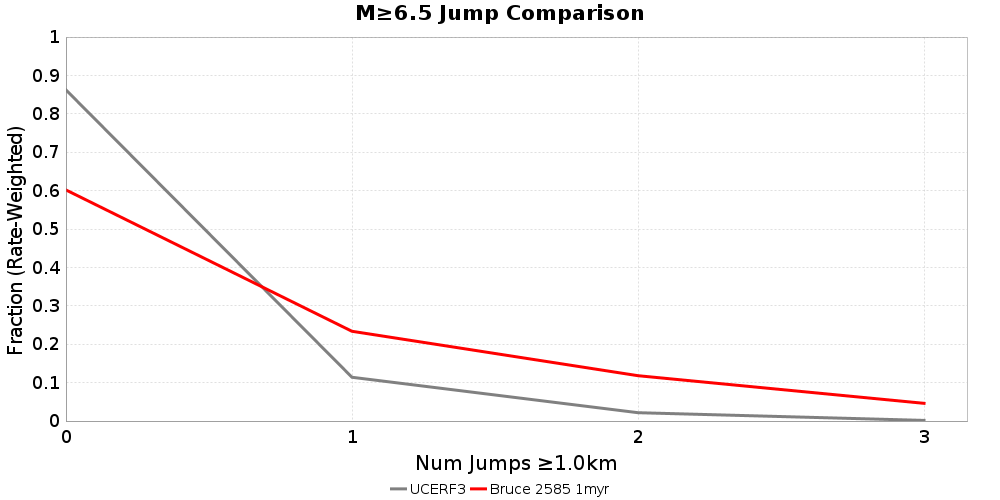 M≥6.5 Jump Comparison
Fraction (Rate-Weighted)
1
0.9
0.8
0.7
0.6
0.5
0.4
0.3
0.2
0.1
0
0 1 2 3
Num Jumps ≥1.0km
UCERF3 Bruce 2585 1myr